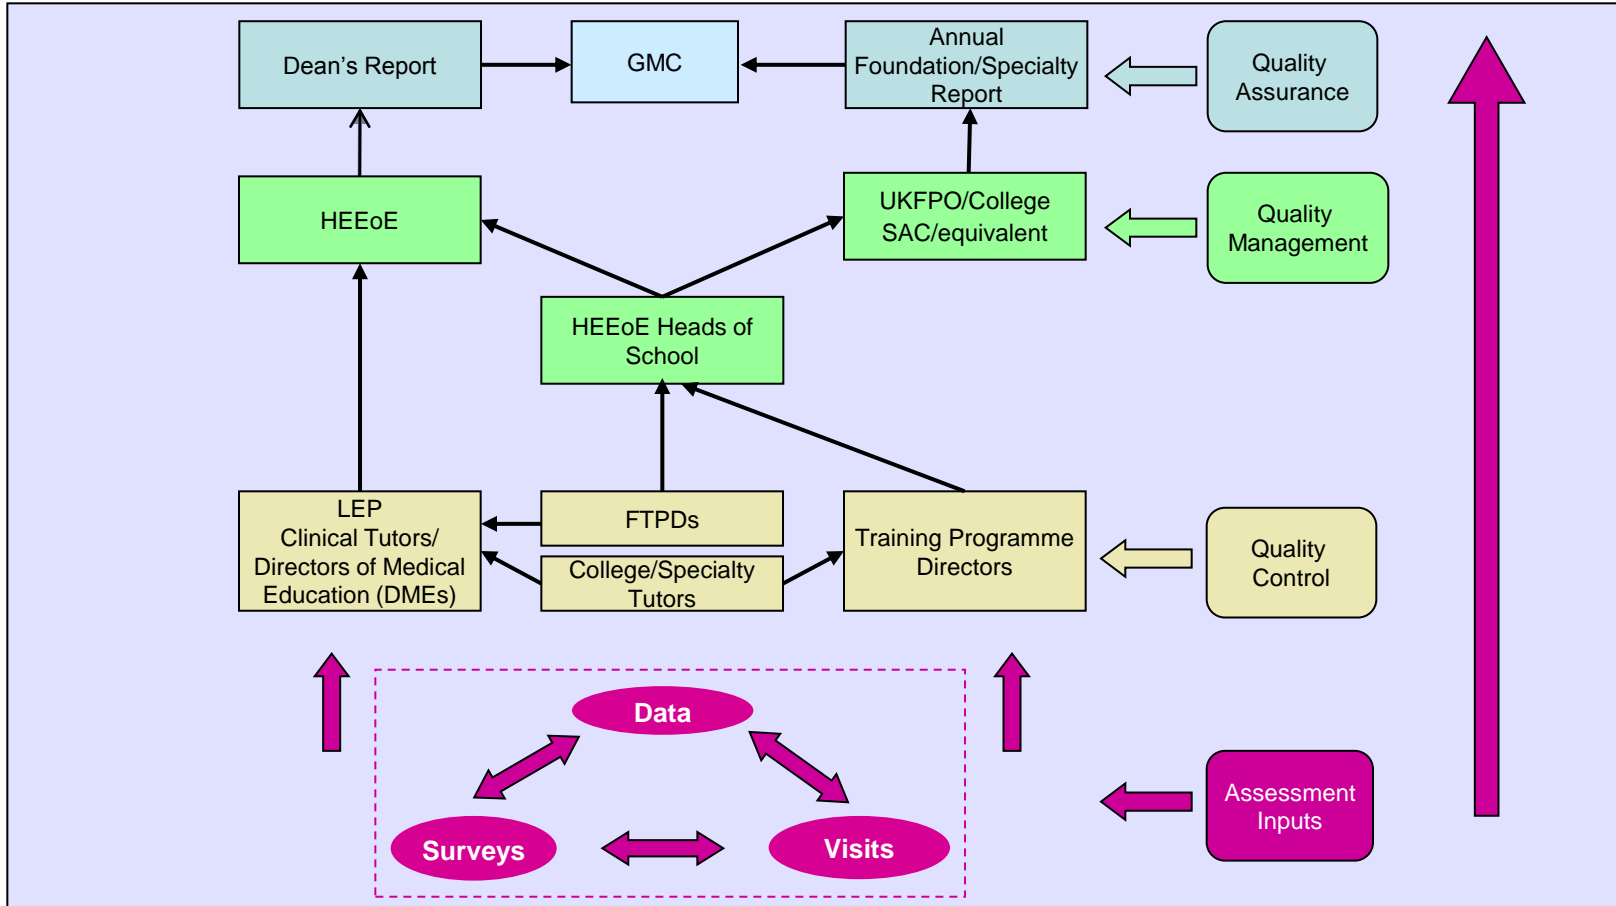 Dean’s Report
GMC
Annual
Foundation/Specialty
Report
Quality
Assurance
HEEoE
UKFPO/College
SAC/equivalent
Quality
Management
HEEoE Heads of
School
LEP
Clinical Tutors/
Directors of Medical
Education (DMEs)
FTPDs
College/Specialty
Tutors
Training Programme
Directors
Quality
Control
Data
Surveys
Visits
Assessment
Inputs